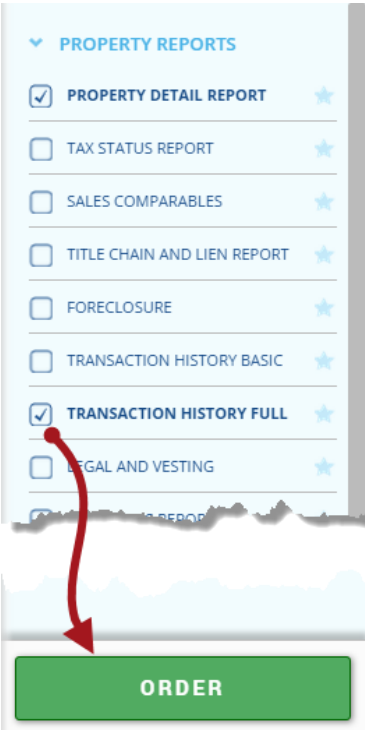 PROPERTY REPORTS
PROPERTY DETAIL REPORT
TAX STATUS REPORT
SALES COMPARABLES
TITLE CHAIN AND LIEN REPORT
FORECLOSURE
TRANSACTION HISTORY BASIC
TRANSACTION HISTORY FULL
LEGAL AND VESTING
ORDER